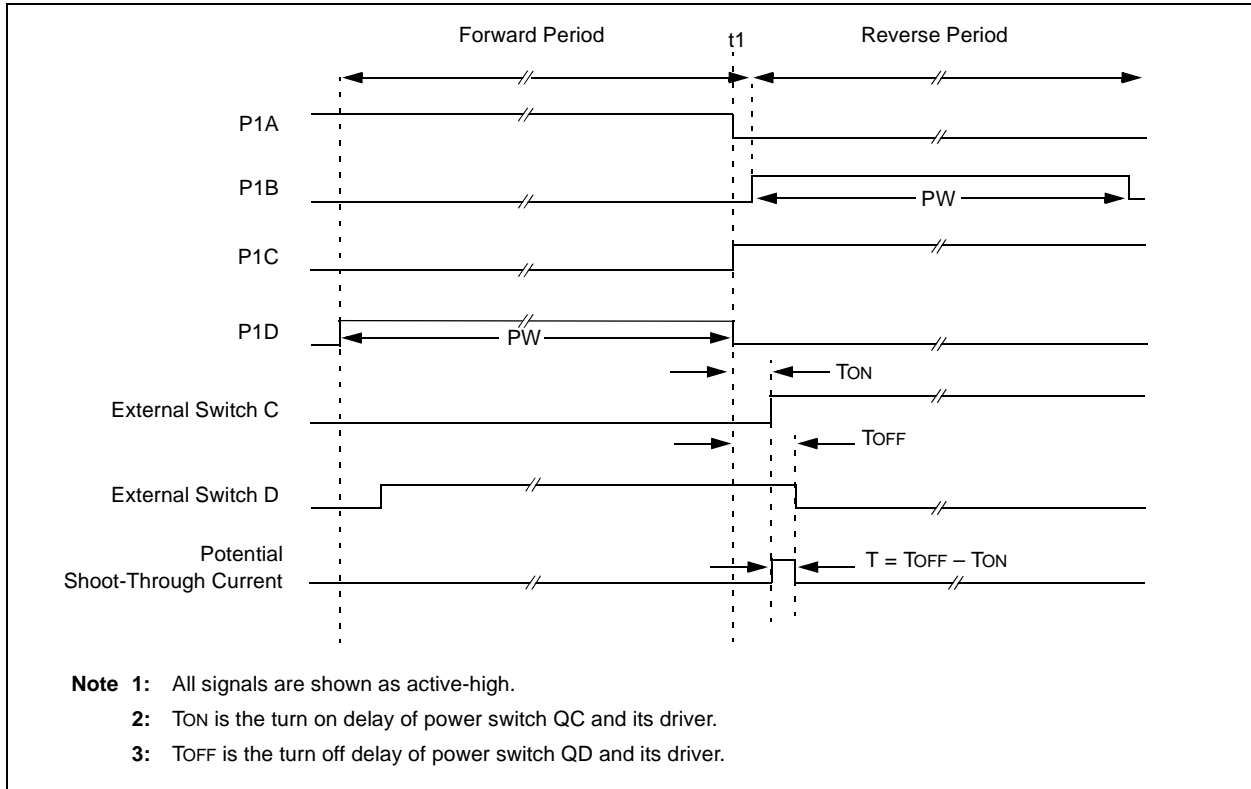 Forward Period t1 Reverse Period
P1A
P1B
PW
P1C
P1D
PW
TON
External Switch C
TOFF
External Switch D
Potential
Shoot-Through Current
T = TOFF – TON
Note 1: All signals are shown as active-high.
2: TON is the turn on delay of power switch QC and its driver.
3: TOFF is the turn off delay of power switch QD and its driver.